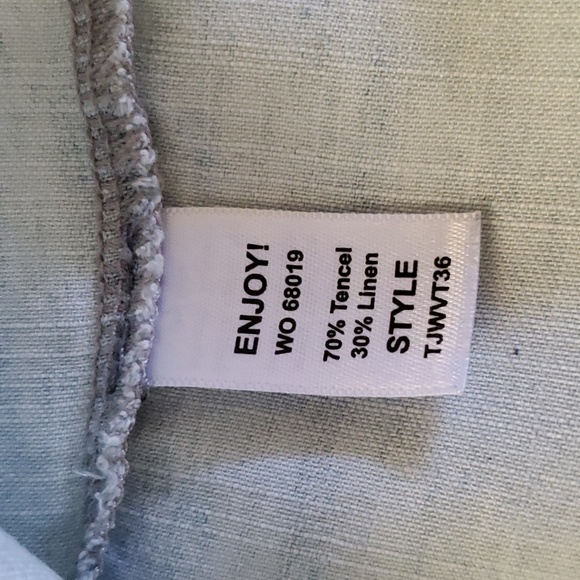 ENJOY!
WO 68019
70% Tencel
30% Linen
STYLE
TJWVT36